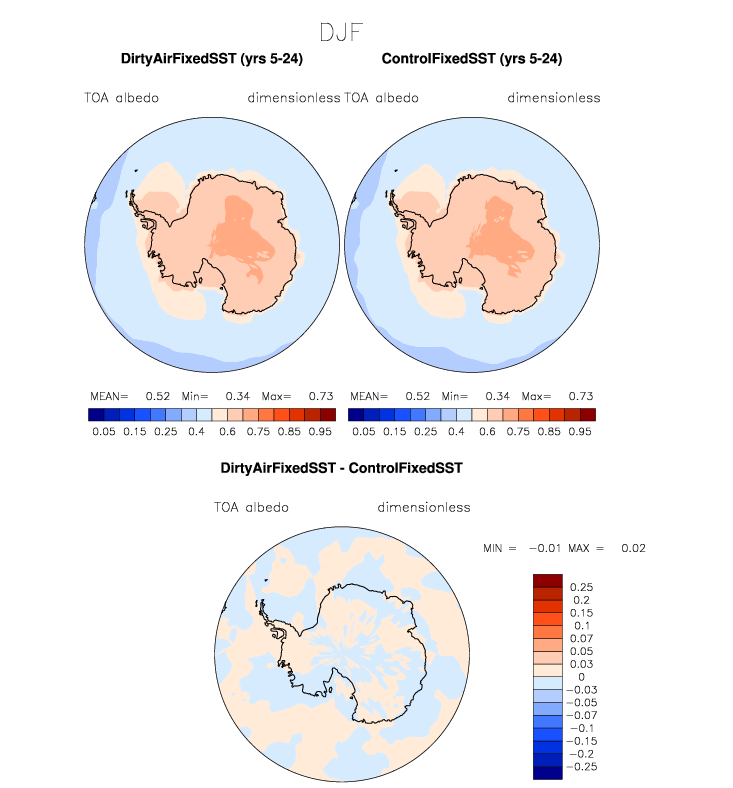 DJF
DirtyAirFixedSST (yrs 5-24) ControlFixedSST (yrs 5-24)
TOA albedo dimensionless TOA albedo dimensionless
MEAN= 0.52 Min= 0.34 Max= 0.73 MEAN= 0.52 Min= 0.34 Max= 0.73
0.05 0.15 0.25 0.4 0.6 0.75 0.85 0.95 0.05 0.15 0.25 0.4 0.6 0.75 0.85 0.95
DirtyAirFixedSST - ControlFixedSST
TOA albedo dimensionless
MIN = -0.01 MAX = 0.02
0.25
0.2
0.15
0.1
0.07
0.05
0.03
0
-0.03
-0.05
-0.07
-0.1
-0.15
-0.2
-0.25